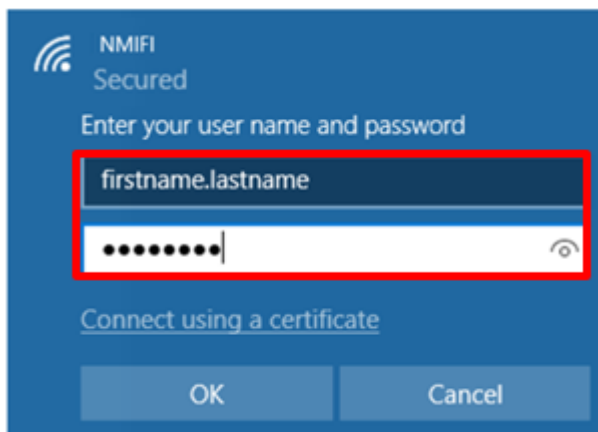 NMIFI
Secured
Enter your user name and password
firstname.lastname
••••••••
Connect using a certificate
OK
Cancel